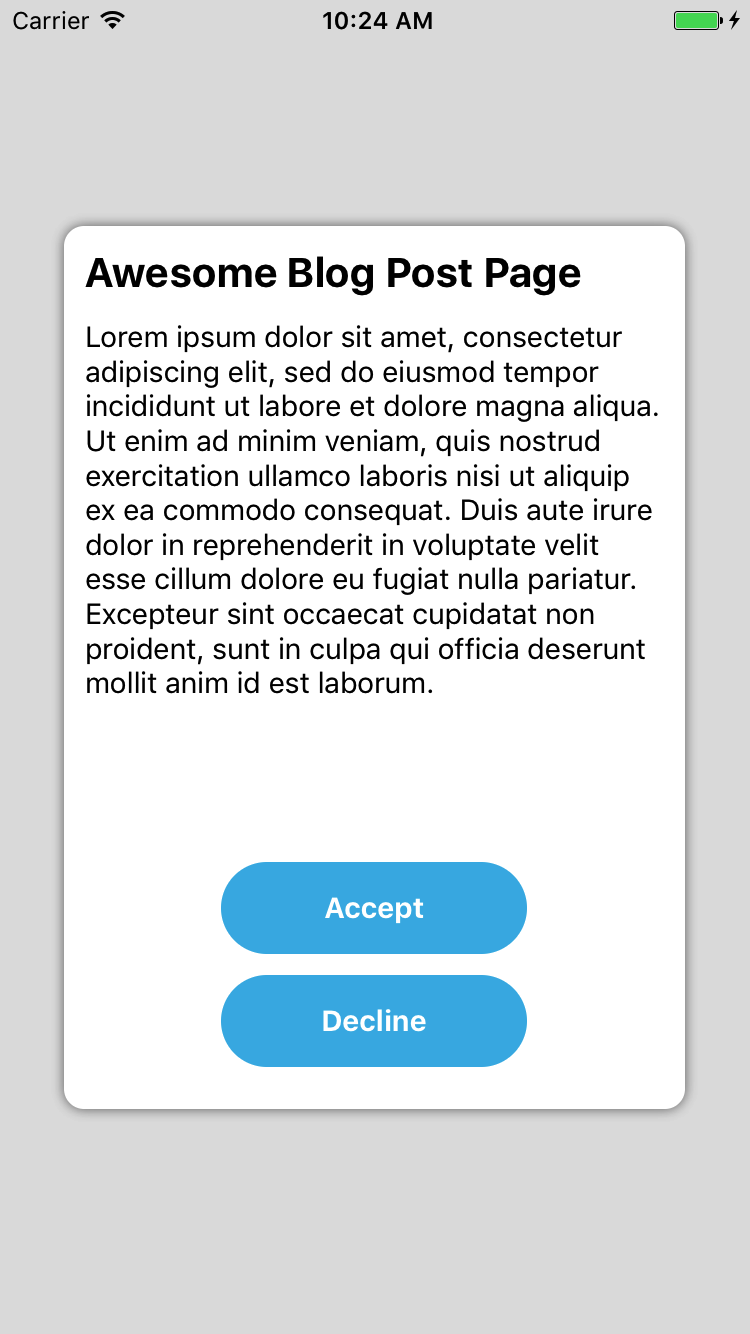 Carrier 10:24 AM
Awesome Blog Post Page
Lorem ipsum dolor sit amet, consectetur
adipiscing elit, sed do eiusmod tempor
incididunt ut labore et dolore magna aliqua.
Ut enim ad minim veniam, quis nostrud
exercitation ullamco laboris nisi ut aliquip
ex ea commodo consequat. Duis aute irure
dolor in reprehenderit in voluptate velit
esse cillum dolore eu fugiat nulla pariatur.
Excepteur sint occaecat cupidatat non
proident, sunt in culpa qui officia deserunt
mollit anim id est laborum.
Accept
Decline